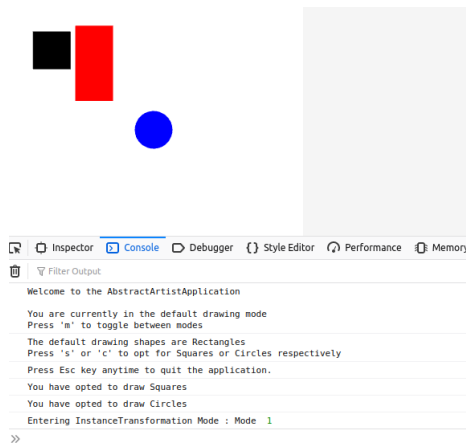 Inspector Console Debugger Style Editor Performance Memory
Filter Output
Welcome to the AbstractArtistApplication
You are currently in the default drawing mode
Press 'm' to toggle between modes
The default drawing shapes are Rectangles
Press 's' or 'c' to opt for Squares or Circles respectively
Press Esc key anytime to quit the application.
You have opted to draw Squares
You have opted to draw Circles
Entering InstanceTransformation Mode : Mode 1